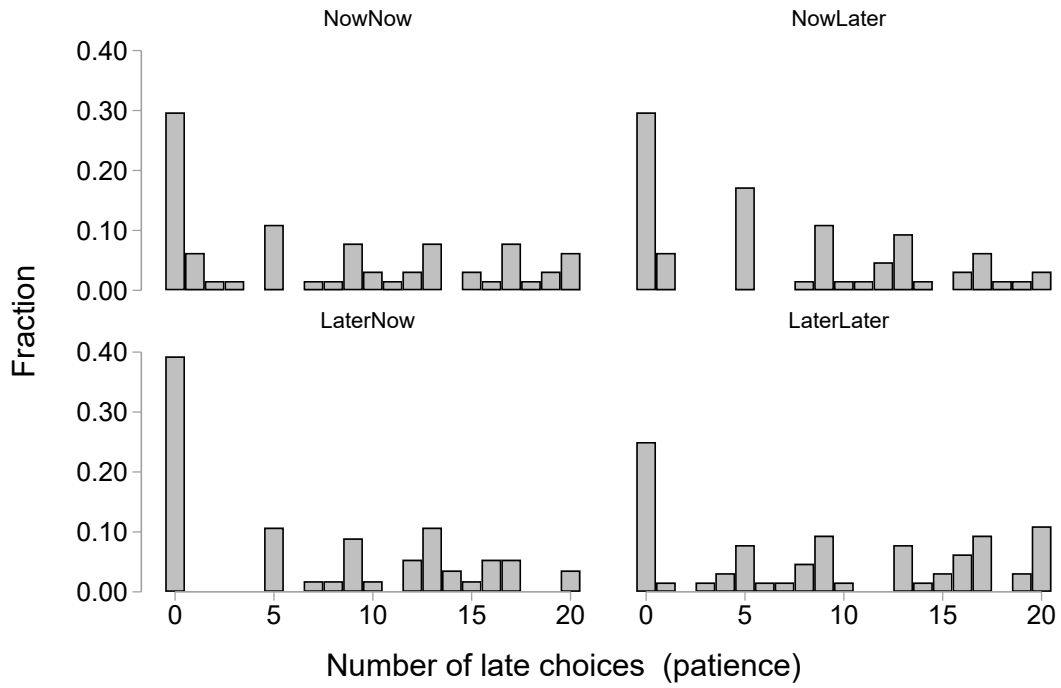 NowNow
NowLater
0.40
0.30
0.20
0.10
0.00
LaterNow
LaterLater
0.40
0.30
0.20
0.10
0.00
0 5 10 15 20
0 5 10 15 20
Fraction
Number of late choices (patience)